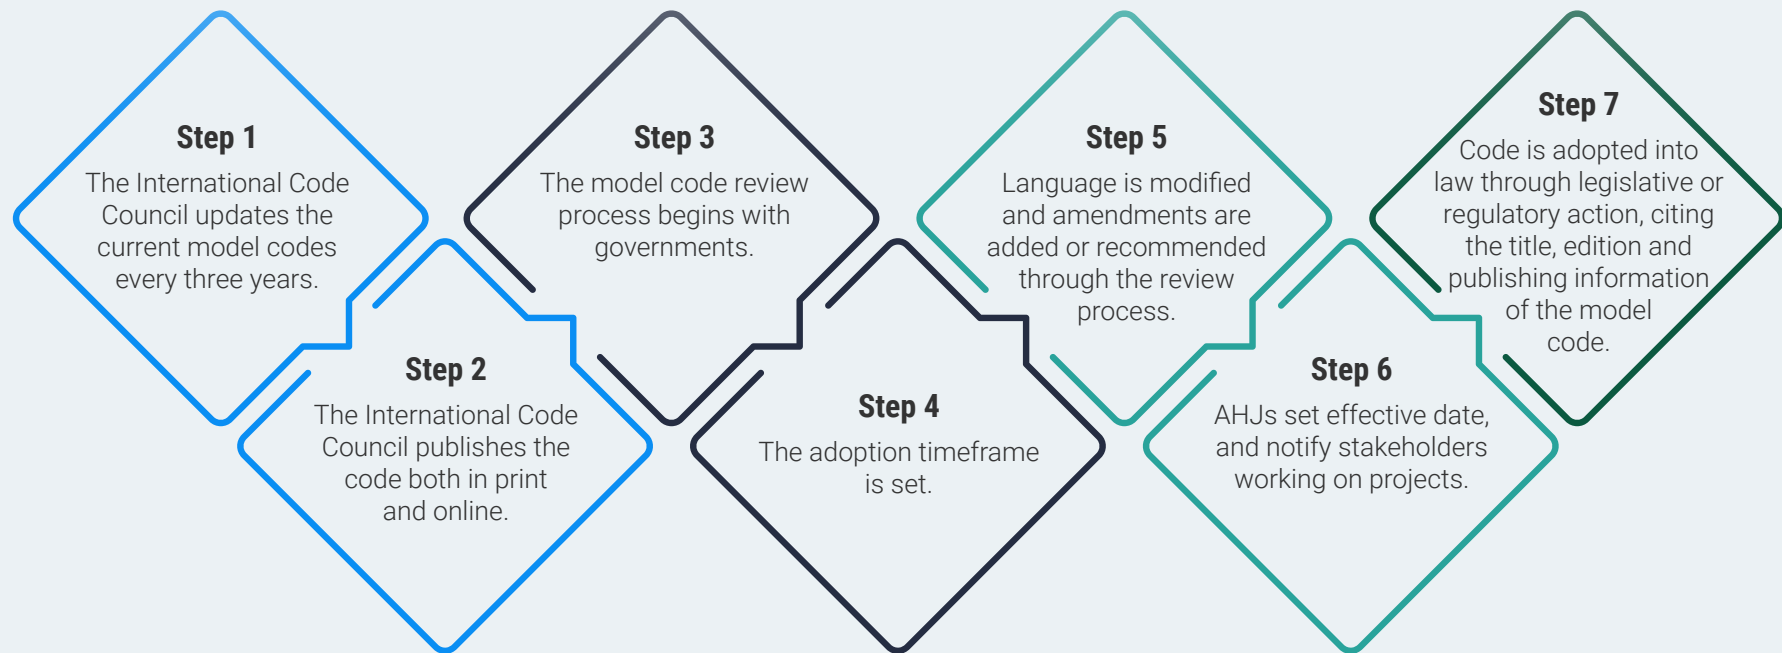 Step 1
The International Code
Council updates the
current model codes
every three years.
Step 2
The International Code
Council publishes the
code both in print
and online.
Step 3
The model code review
process begins with
governments.
Step 4
The adoption timeframe
is set.
Step 5
Language is modified
and amendments are
added or recommended
through the review
process.
Step 6
AHJs set effective date,
and notify stakeholders
working on projects.
Step 7
Code is adopted into
law through legislative or
regulatory action, citing
the title, edition and
publishing information
of the model
code.